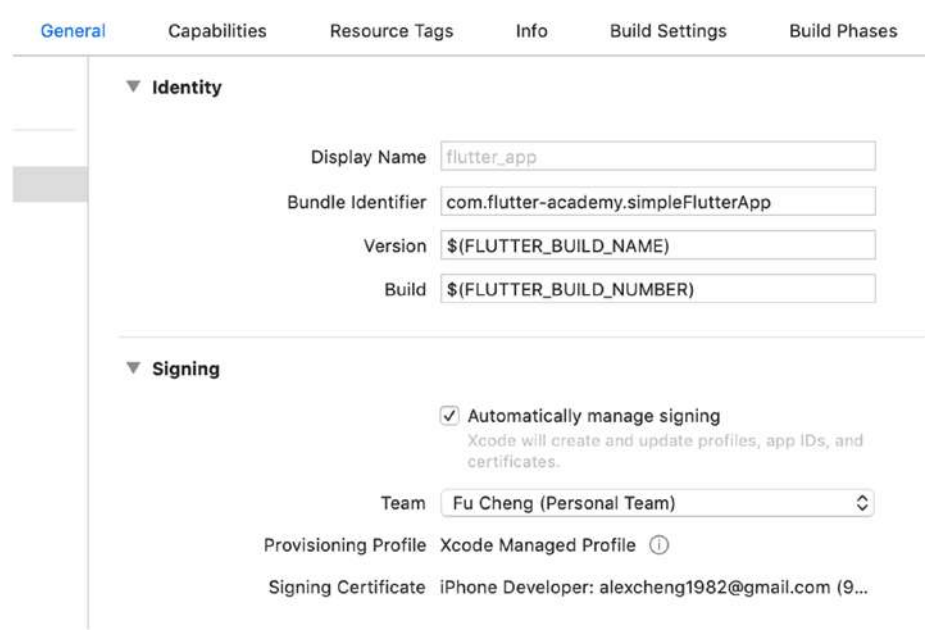 General Capabilities Resource Tags Info Build Settings Build Phases
Identity
Display Name flutter_app
Bundle Identifier com.flutter-academy.simpleFlutterApp
Version $(FLUTTER_BUILD_NAME)
Build $(FLUTTER_BUILD_NUMBER)
Signing
Automatically manage signing
Xcode will create and update profiles, app IDs, and
certificates.
Team Fu Cheng (Personal Team)
Provisioning Profile Xcode Managed Profile
Signing Certificate iPhone Developer: alexcheng1982@gmail.com (9...